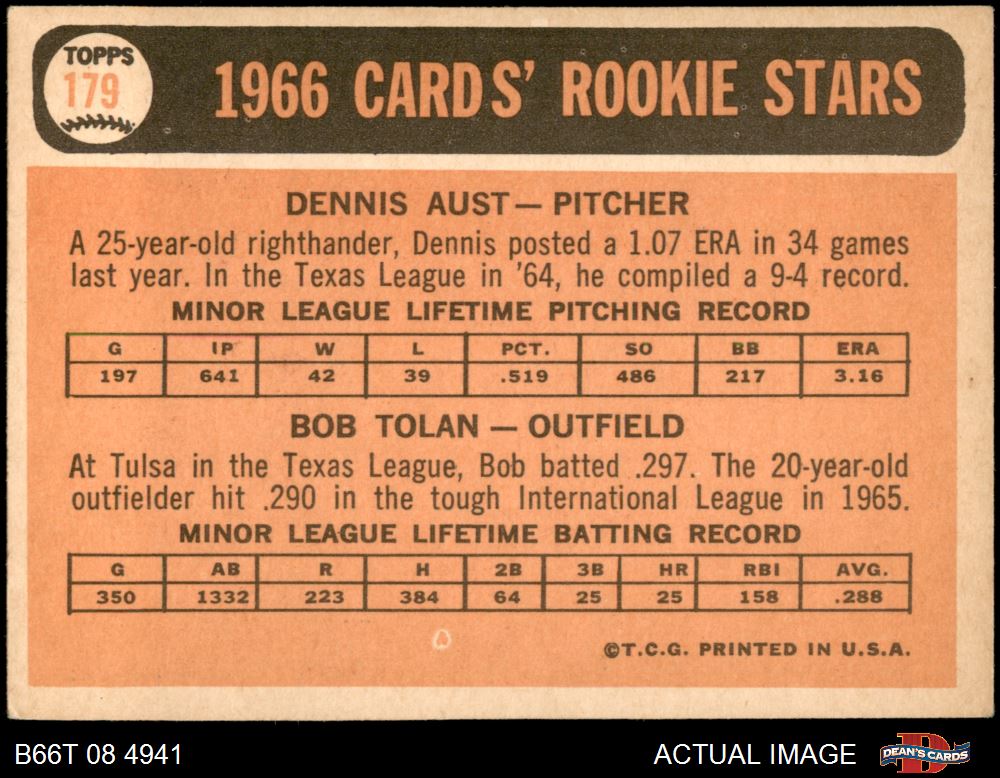 TOPPS
179
1966 CARDS' ROOKIE STARS
DENNIS AUST — PITCHER
A 25-year-old righthander, Dennis posted a 1.07 ERA in 34 games
last year. In the Texas League in '64, he compiled a 9-4 record.
MINOR LEAGUE LIFETIME PITCHING RECORD
G IP W L PCT. SO BB ERA
197 641 42 39 .519 486 217 3.16
BOB TOLAN — OUTFIELD
At Tulsa in the Texas League, Bob batted .297. The 20-year-old
outfielder hit .290 in the tough International League in 1965.
MINOR LEAGUE LIFETIME BATTING RECORD
G AB R H 2B 3B HR RBI AVG.
350 1332 223 384 64 25 25 158 .288
©T.C.G. PRINTED IN U.S.A.
B66T 08 4941
ACTUAL IMAGE
DEAN'S CARDS